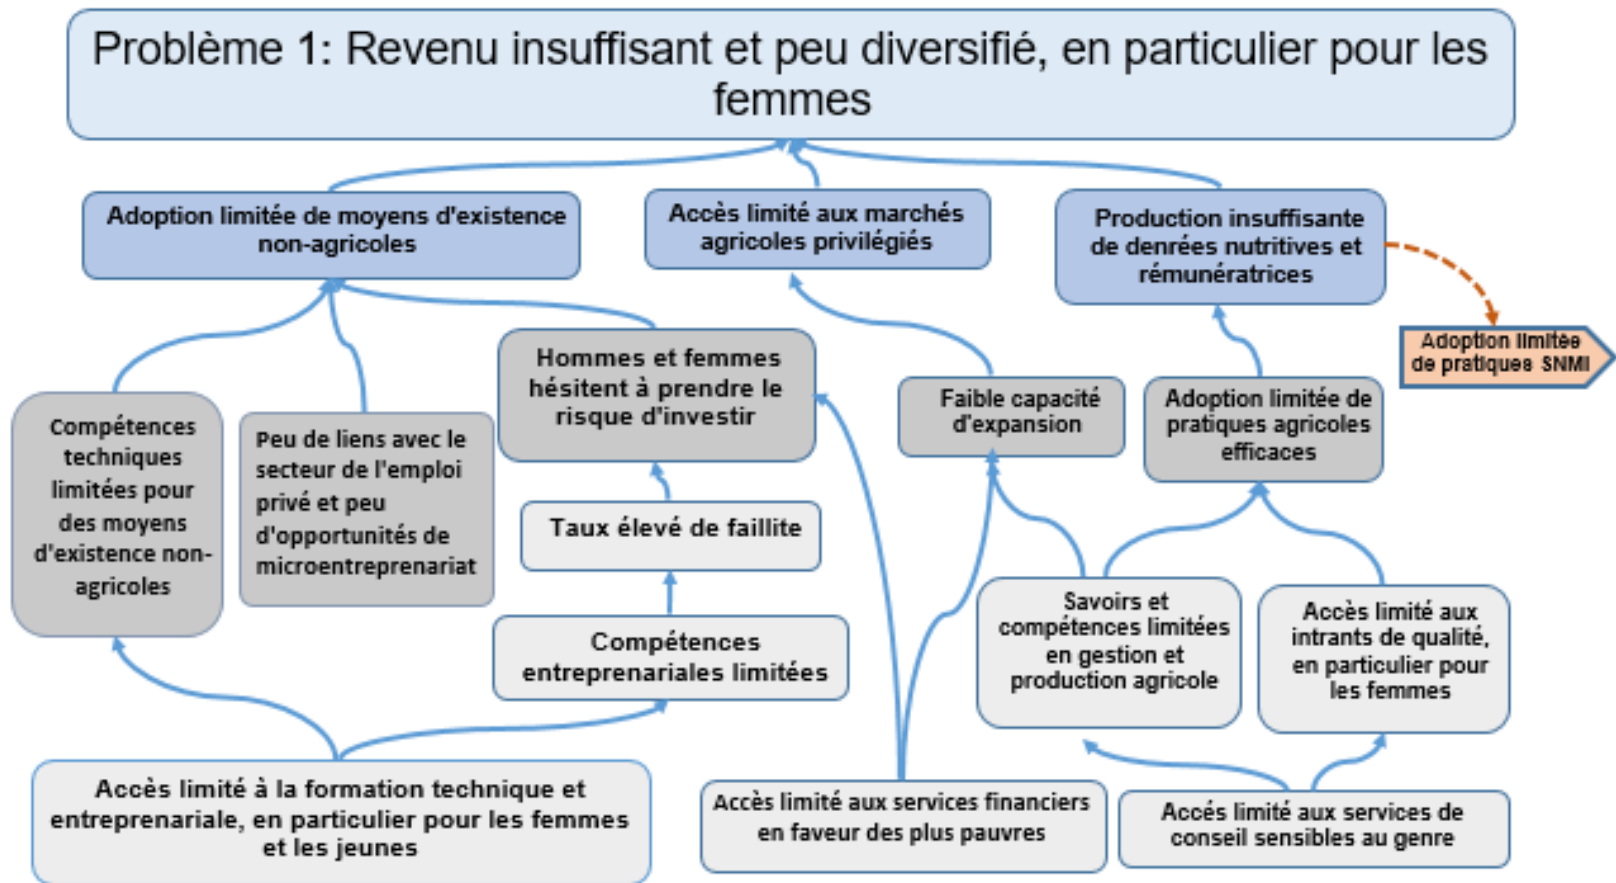 Problème 1: Revenu insuffisant et peu diversifié, en particulier pour les
femmes
Adoption limitée de moyens d'existence
non-agricoles
Accès limité aux marchés
agricoles privilégiés
Production insuffisante
de denrées nutritives et
rémunératrices
Adoption limitée
de pratiques SNMI
Hommes et femmes
hésitent à prendre le
risque d'investir
Faible capacité
d'expansion
Adoption limitée de
pratiques agricoles
efficaces
Compétences
techniques
limitées pour
des moyens
d'existence non-
agricoles
Peu de liens avec le
secteur de l'emploi
privé et peu
d'opportunités de
microentreprenariat
Taux élevé de faillite
Compétences
entreprenariales limitées
Savoirs et
compétences limitées
en gestion et
production agricole
Accès limité aux
intrants de qualité,
en particulier pour
les femmes
Accès limité à la formation technique et
entreprenariale, en particulier pour les femmes
et les jeunes
Accès limité aux services financiers
en faveur des plus pauvres
Accés limité aux services de
conseil sensibles au genre